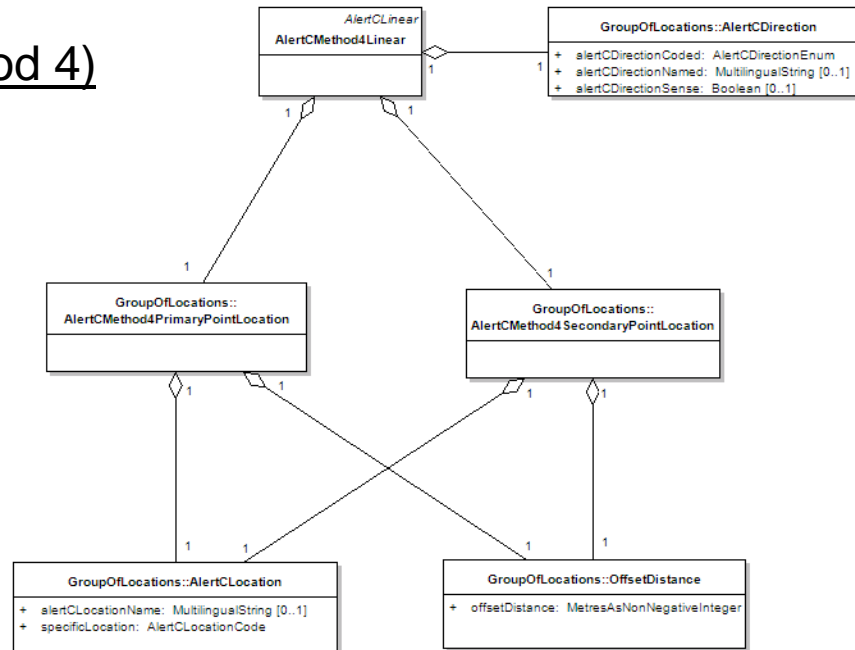 od 4)
AlertCLinear
AlertCMethod4Linear
GroupOfLocations::AlertCDirection
+ alertCDirectionCoded: AlertCDirectionEnum
+ alertCDirectionNamed: MultilingualString [0..1]
+ alertCDirectionSense: Boolean [0..1]
1
1
1
1
1
1
GroupOfLocations::
AlertCMethod4PrimaryPointLocation
GroupOfLocations::
AlertCMethod4SecondaryPointLocation
1
1
1
1
1
1
1
1
GroupOfLocations::AlertCLocation
+ alertCLocationName: MultilingualString [0..1]
+ specificLocation: AlertCLocationCode
GroupOfLocations::OffsetDistance
+ offsetDistance: MetresAsNonNegativeInteger